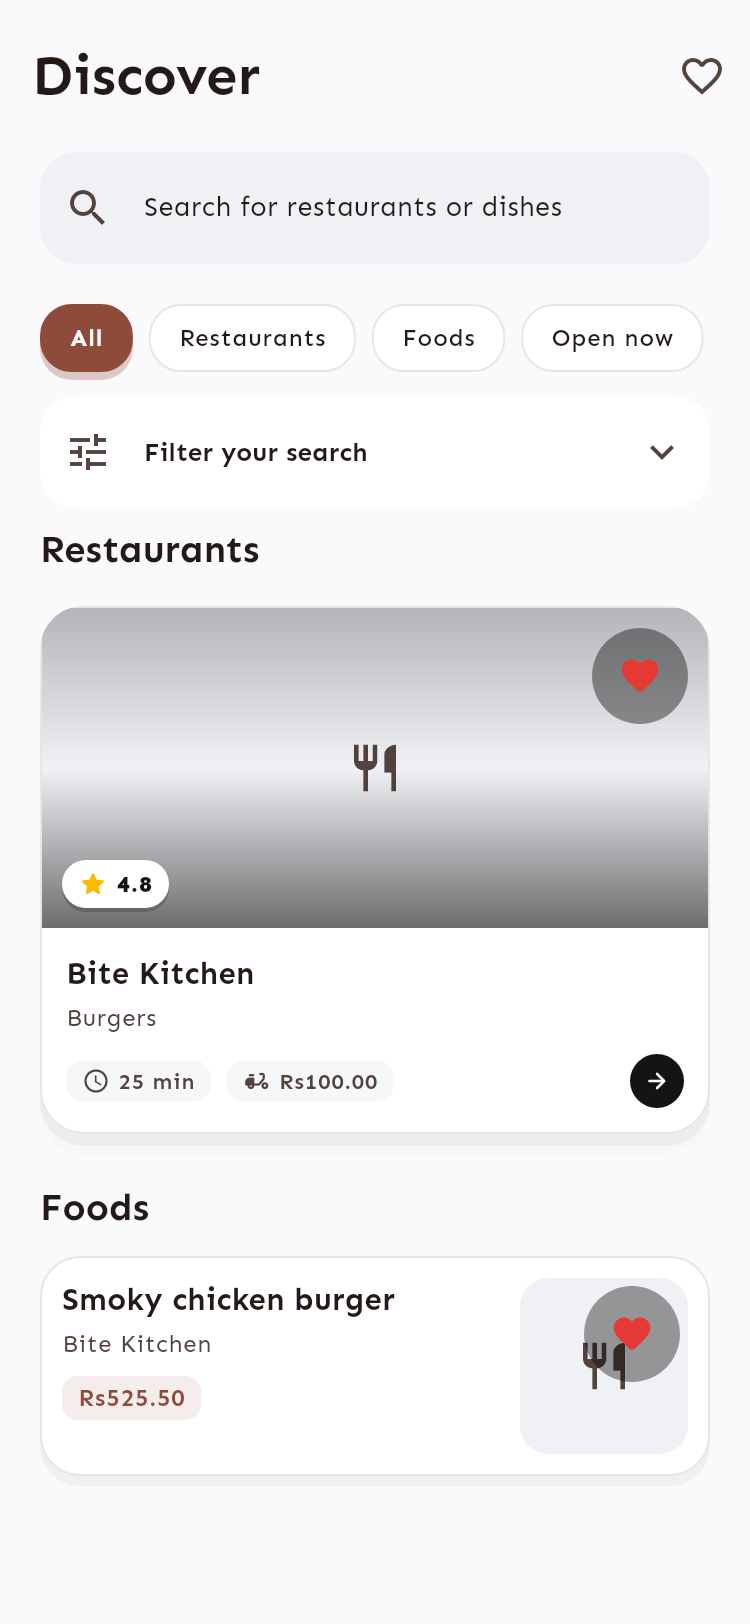 Discover
Search for restaurants or dishes
All
Restaurants
Foods
Open now
Filter your search
Restaurants
4.8
Bite Kitchen
Burgers
25 min
Rs100.00
Foods
Smoky chicken burger
Bite Kitchen
Rs525.50